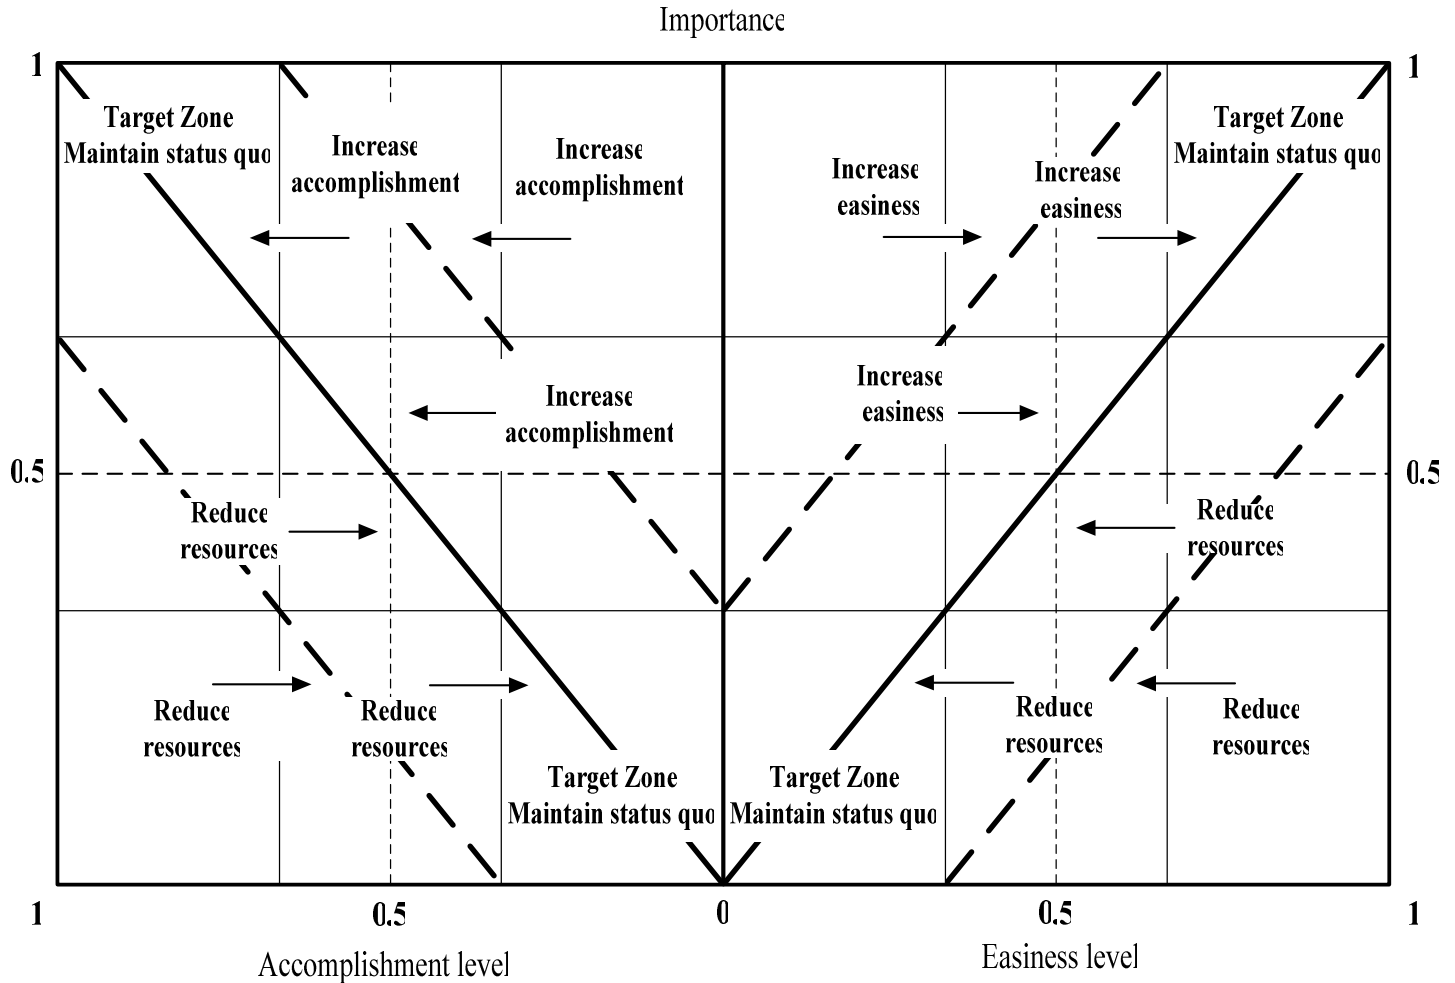 Importance
1
1
Target Zone
Maintain status quo
Increase
accomplishment
Increase
accomplishment
Increase
easiness
Increase
easiness
Target Zone
Maintain status quo
Increase
accomplishment
Increase
easiness
0.5
0.5
Reduce
resources
Reduce
resources
Reduce
resources
Reduce
resources
Reduce
resources
Reduce
resources
Target Zone
Maintain status quo
Target Zone
Maintain status quo
1
0.5
0
0.5
1
Accomplishment level
Easiness level